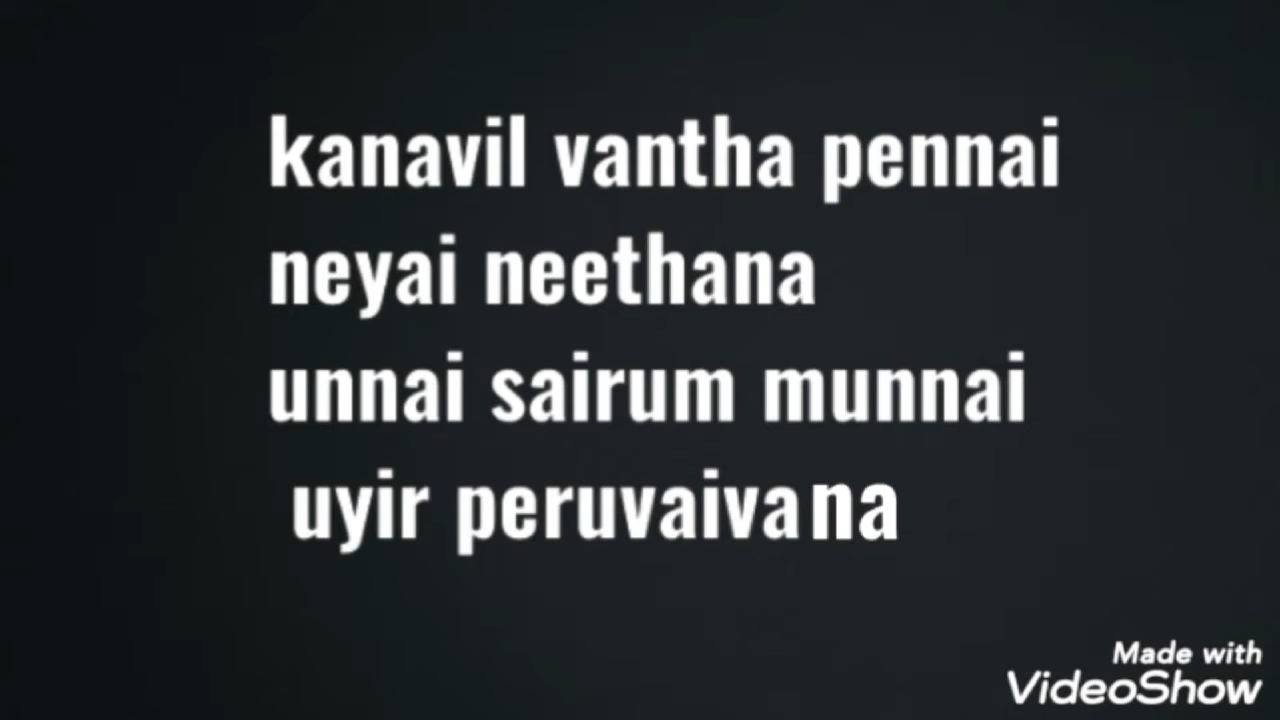 kanavil vantha pennai
neyai neethana
unnai sairum munnai
uyir peruvaivana
Made with
VideoShow